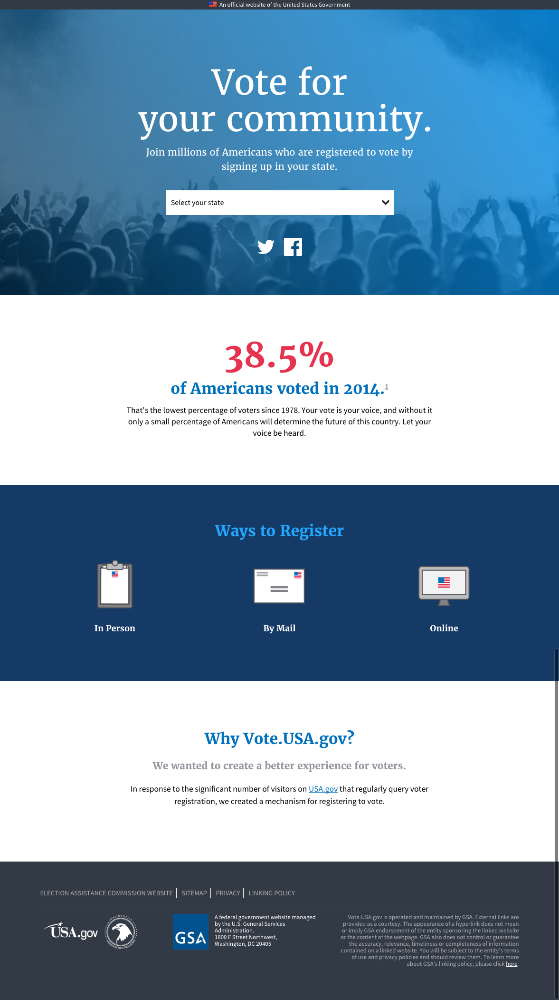 An official website of the United States Government
Vote for
your community.
Join millions of Americans who are registered to vote by
signing up in your state.
Select your state
38.5%
of Americans voted in 2014.1
That's the lowest percentage of voters since 1978. Your vote is your voice, and without it
only a small percentage of Americans will determine the future of this country. Let your
voice be heard.
Ways to Register
In Person
By Mail
Online
Why Vote.USA.gov?
We wanted to create a better experience for voters.
In response to the significant number of visitors on USA.gov that regularly query voter
registration, we created a mechanism for registering to vote.
ELECTION ASSISTANCE COMMISSION WEBSITE
SITEMAP
PRIVACY
LINKING POLICY
USA.gov
PRESIDENTIAL
INNOVATION FELLOWS
GSA
A federal government website managed
by the U.S. General Services
Administration.
1800 F Street Northwest,
Washington, DC 20405
Vote.USA.gov is operated and maintained by GSA. External links are
provided as a courtesy. The appearance of a hyperlink does not mean
or imply GSA endorsement of the entity sponsoring the linked website
or the content of the webpage. GSA also does not control or guarantee
the accuracy, relevance, timeliness or completeness of information
contained on a linked website. You will be subject to the entity's terms
of use and privacy policies and should review them. To learn more
about GSA's linking policy, please click here.